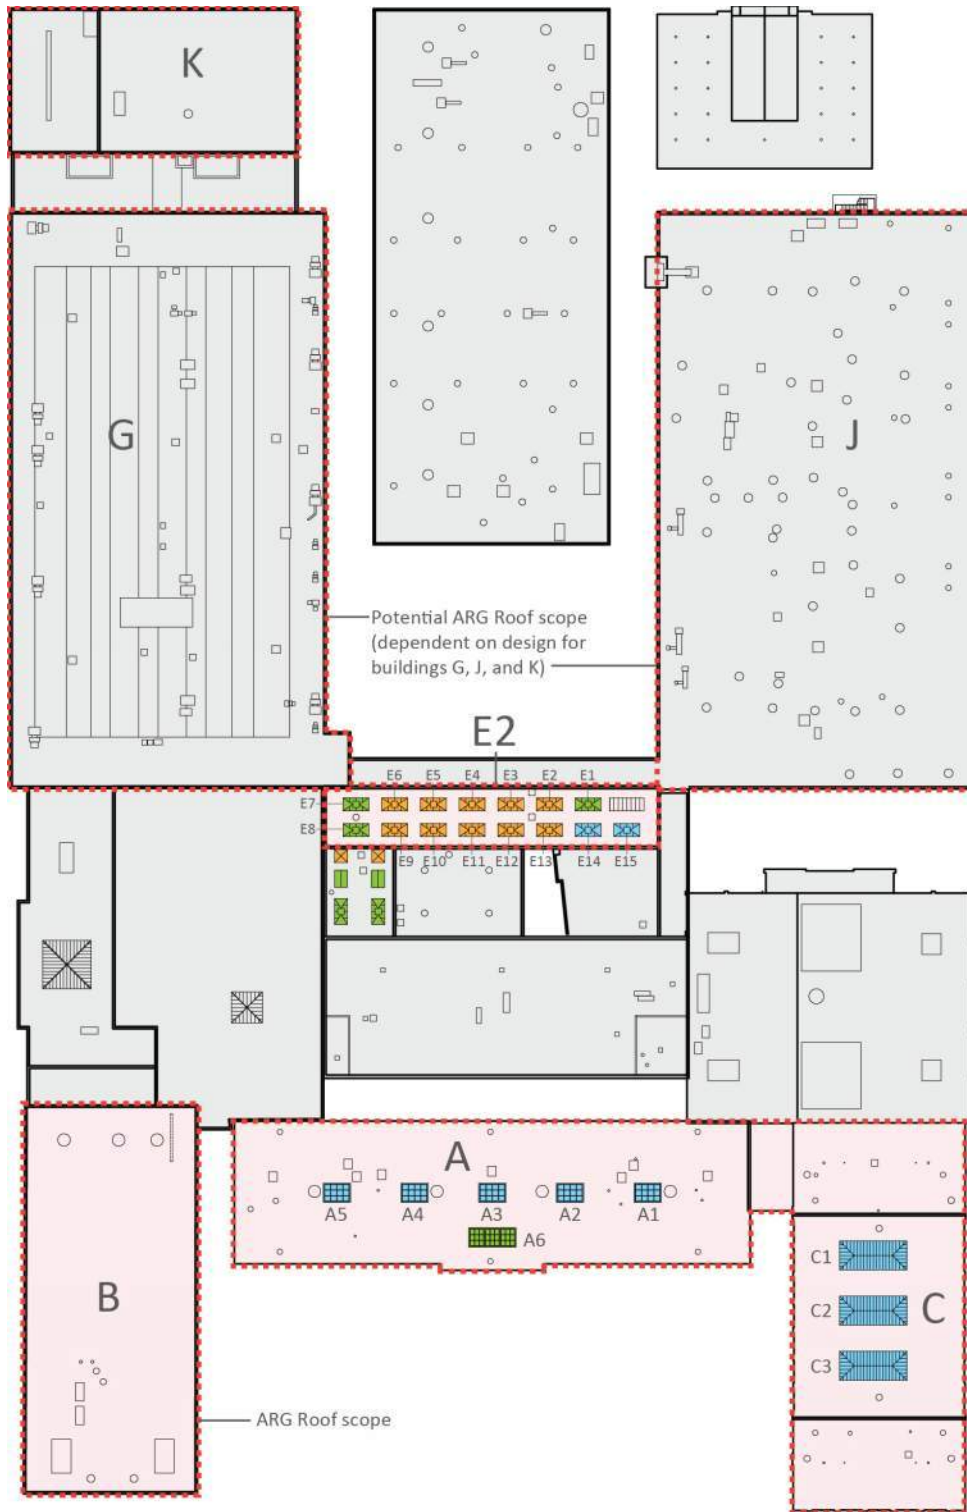 K
G
J
Potential ARG Roof scope
(dependent on design for
buildings G, J, and K)
E2
E6 E5 E4 E3 E2 E1
E7
E8
E9 E10 E11 E12 E13 E14 E15
A
A5 A4 A3 A2 A1
A6
B
C1
C2
C
C3
ARG Roof scope